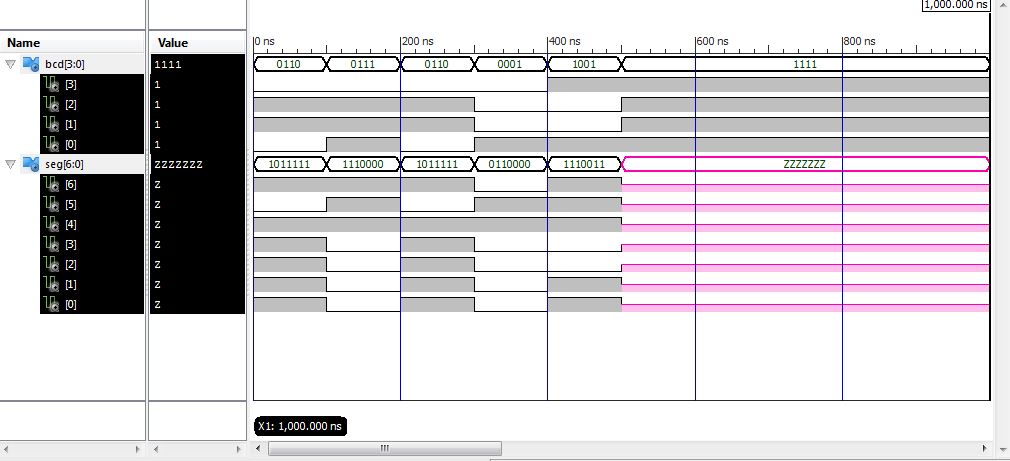 1,000.000 ns
Name Value 0 ns 200 ns 400 ns 600 ns 800 ns
bcd[3:0] 1111 0110 0111 0110 0001 1001 1111
[3] 1
[2] 1
[1] 1
[0] 1
seg[6:0] zzzzzzz 1011111 1110000 1011111 0110000 1110011 ZZZZZZZ
[6] z
[5] z
[4] z
[3] z
[2] z
[1] z
[0] z
X1: 1,000.000 ns